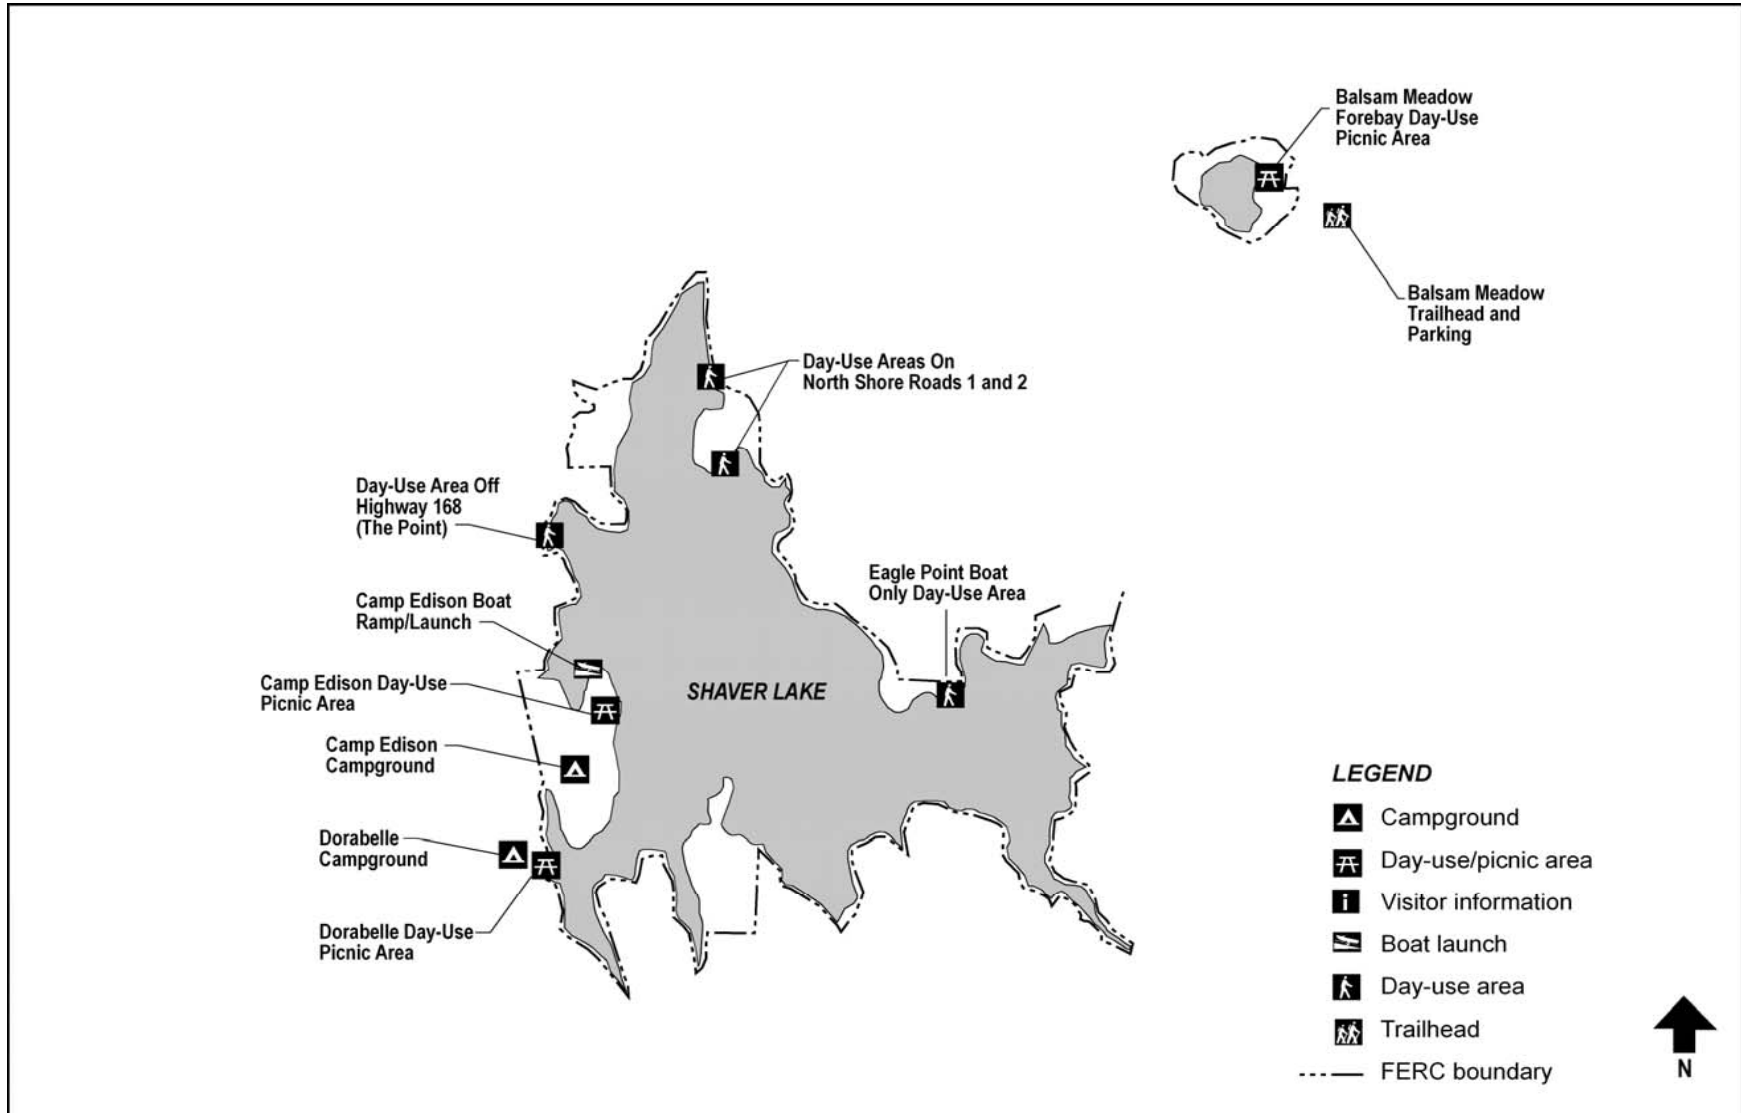 Balsam Meadow
Forebay Day-Use
Picnic Area
Balsam Meadow
Trailhead and
Parking
Day-Use Areas On
North Shore Roads 1 and 2
Day-Use Area Off
Highway 168
(The Point)
Eagle Point Boat
Only Day-Use Area
Camp Edison Boat
Ramp/Launch
Camp Edison Day-Use
Picnic Area
SHAVER LAKE
Camp Edison
Campground
Dorabelle
Campground
Dorabelle Day-Use
Picnic Area
LEGEND
Campground
Day-use/picnic area
i Visitor information
Boat launch
Day-use area
Trailhead
FERC boundary
N